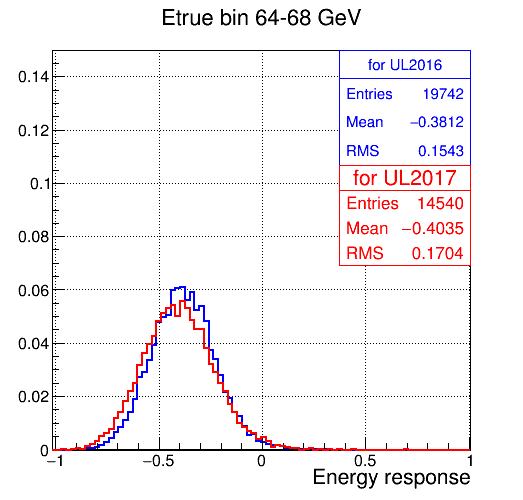 Etrue bin 64-68 GeV
for UL2016
Entries 19742
Mean −0.3812
RMS 0.1543
for UL2017
Entries 14540
Mean −0.4035
RMS 0.1704
0.14
0.12
0.1
0.08
0.06
0.04
0.02
0
−1 −0.5 0 0.5 1
Energy response